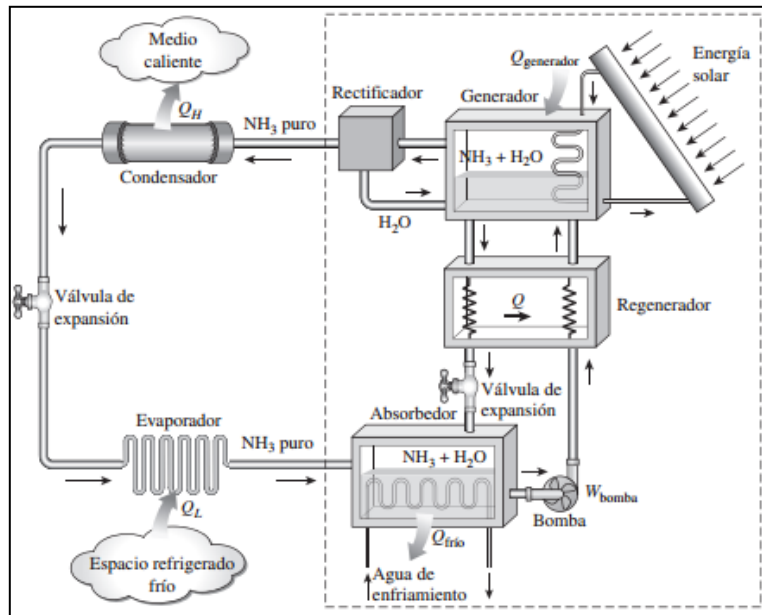 Medio
caliente
Q_H
NH₃ puro
Condensador
Rectificador
Q_generador
Generador
Energía
solar
NH₃ + H₂O
H₂O
Válvula de
expansión
Q
Regenerador
Válvula de
expansión
Evaporador
NH₃ puro
Absorbedor
NH₃ + H₂O
W_bomba
Bomba
Q_L
Q_frío
Espacio refrigerado
frío
Agua de
enfriamiento